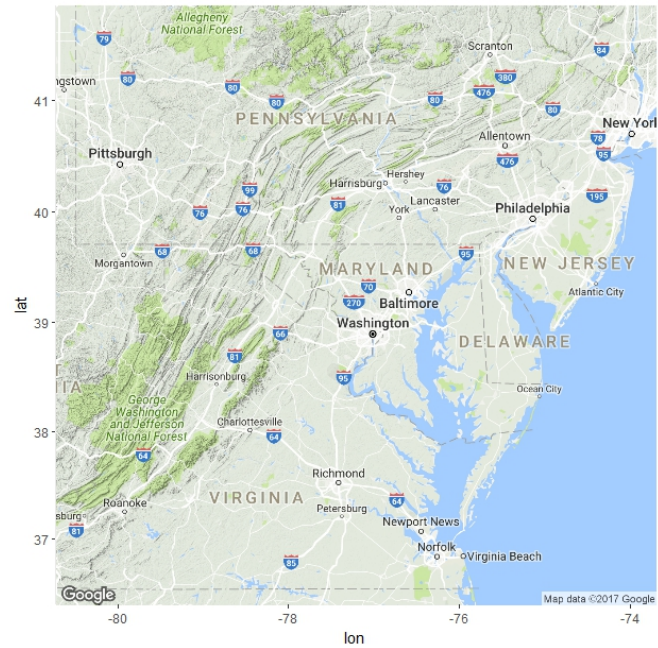 Allegheny
National Forest
79
Scranton
84
80
80
80
380
476
80
80
ngstown
41
PENNSYLVANIA
New York
78
95
Allentown
476
Pittsburgh
Hershey
Harrisburg
76
99
81
195
40
76
76
York
Lancaster
Philadelphia
68
68
95
Morgantown
MARYLAND
NEW JERSEY
70
270
Baltimore
Atlantic City
lat
39
Washington
66
DELAWARE
81
95
Harrisonburg
Ocean City
IA
George
Washington
and Jefferson
National Forest
38
Charlottesville
64
64
Richmond
Roanoke
VIRGINIA
64
sburg
81
Petersburg
Newport News
37
Norfolk
Virginia Beach
85
Google
Map data ©2017 Google
-80
-78
-76
-74
lon